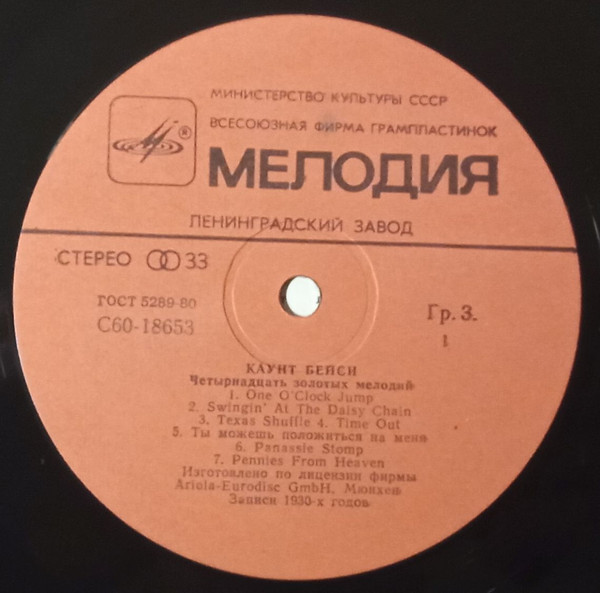 МИНИСТЕРСТВО КУЛЬТУРЫ СССР
ВСЕСОЮЗНАЯ ФИРМА ГРАМПЛАСТИНОК
®
МЕЛОДИЯ
ЛЕНИНГРАДСКИЙ ЗАВОД
СТЕРЕО 33
ГОСТ 5289-80
С60-18653
Гр. 3.
1
КАУНТ БЕЙСИ
Четырнадцать золотых мелодий
1. One O'Clock Jump
2. Swingin' At The Daisy Chain
3. Texas Shuffle 4. Time Out
5. Ты можешь положиться на меня
6. Panassie Stomp
7. Pennies From Heaven
Изготовлено по лицензии фирмы
Ariola-Eurodisc GmbH, Мюнхен
Записи 1930-х годов